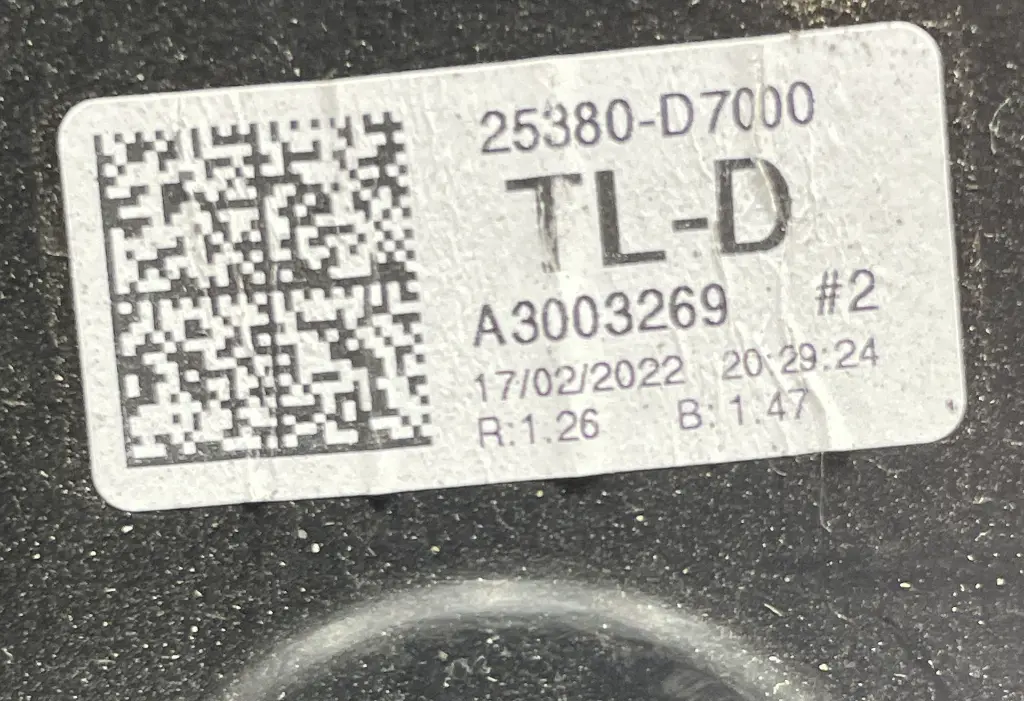 25380-D7000
TL-D
A3003269 #2
17/02/2022 20:29:24
R:1.26 B: 1.47